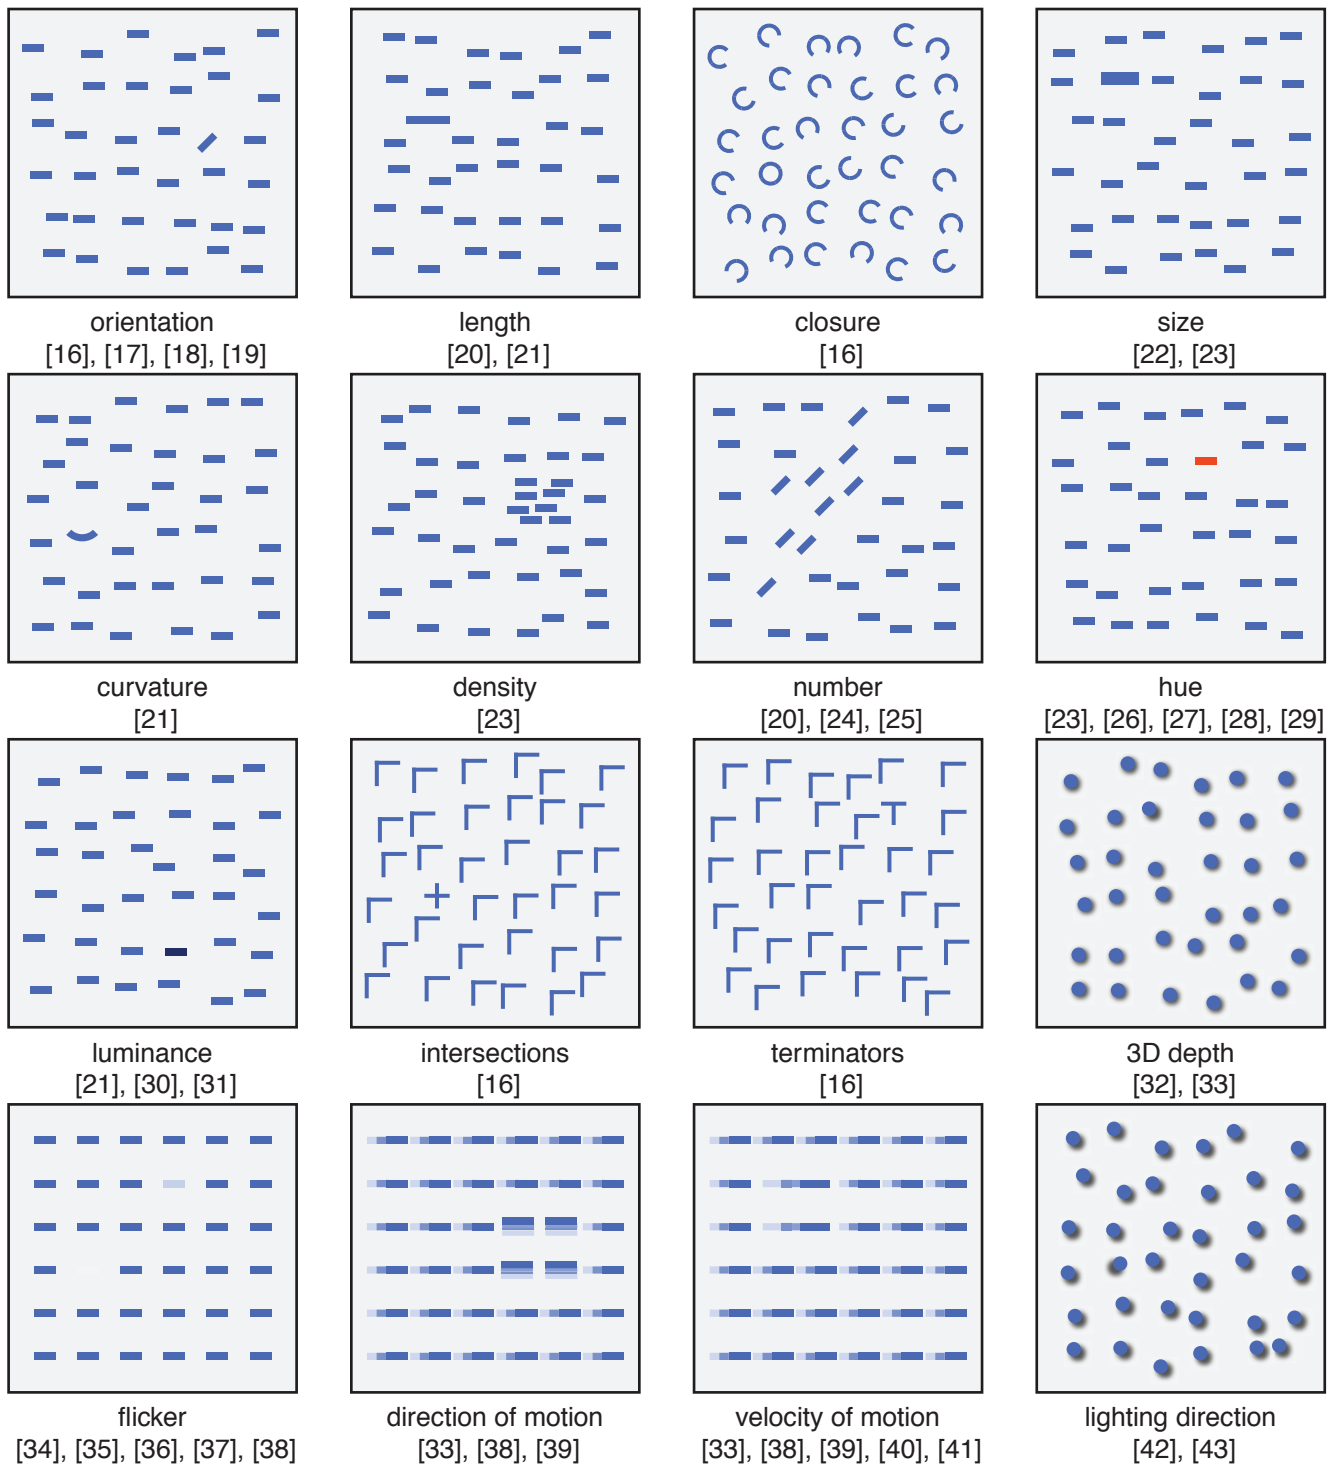 orientation
[16], [17], [18], [19]
length
[20], [21]
closure
[16]
size
[22], [23]
curvature
[21]
density
[23]
number
[20], [24], [25]
hue
[23], [26], [27], [28], [29]
luminance
[21], [30], [31]
intersections
[16]
terminators
[16]
3D depth
[32], [33]
flicker
[34], [35], [36], [37], [38]
direction of motion
[33], [38], [39]
velocity of motion
[33], [38], [39], [40], [41]
lighting direction
[42], [43]